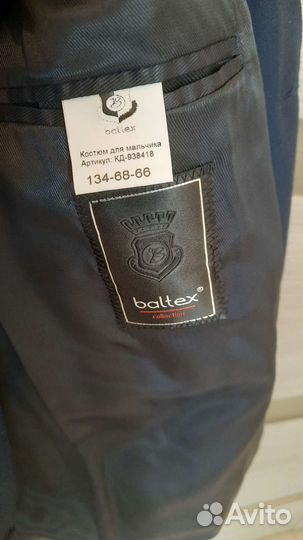 B
baltex
Костюм для мальчика
Артикул: КД-938418
134-68-66
B
baltex®
collection
Avito